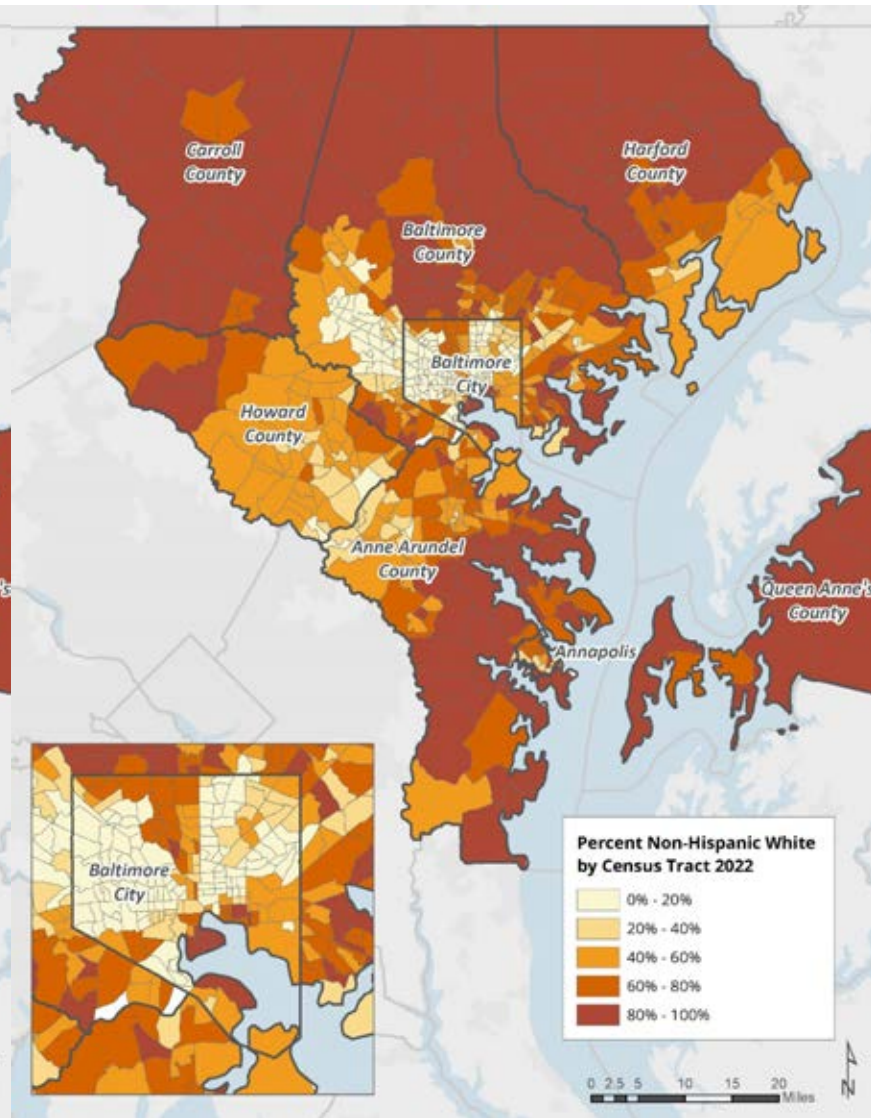 Carroll
County
Harford
County
Baltimore
County
Baltimore
City
Howard
County
Anne Arundel
County
's
Queen Anne's
County
Annapolis
Baltimore
City
Percent Non-Hispanic White
by Census Tract 2022
0% - 20%
20% - 40%
40% - 60%
60% - 80%
80% - 100%
N
0 2.5 5 10 15 20
Miles